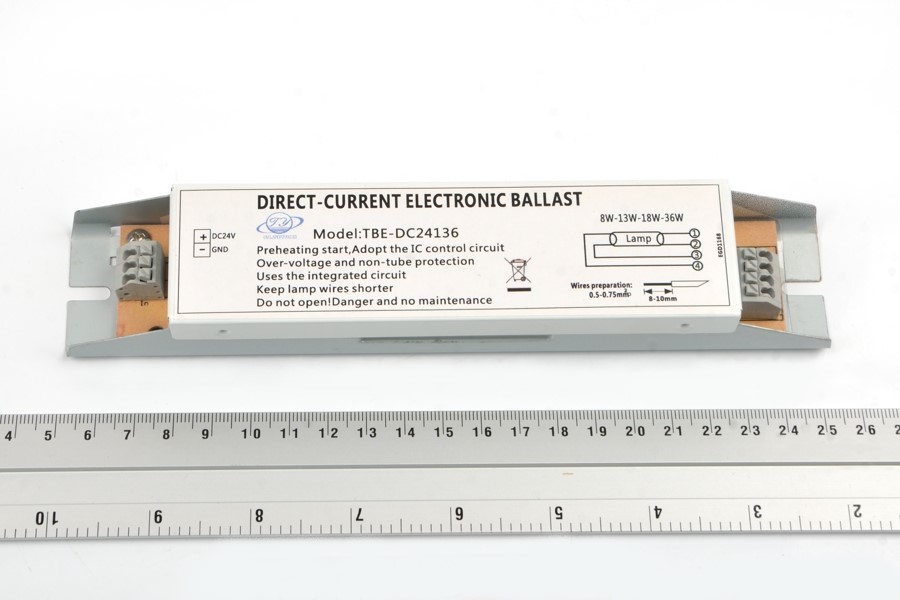 DIRECT-CURRENT ELECTRONIC BALLAST
T.Y
Model:TBE-DC24136
+ DC24V
- GND
Preheating start,Adopt the IC control circuit
Over-voltage and non-tube protection
Uses the integrated circuit
Keep lamp wires shorter
Do not open!Danger and no maintenance
8W-13W-18W-36W
Lamp
1
2
3
4
Wires preparation:
0.5-0.75mm²
8-10mm
EGD1168
In
4 5 6 7 8 9 10 11 12 13 14 15 16 17 18 19 20 21 22 23 24 25 26 2
10 9 8 7 6 5 4 3 2